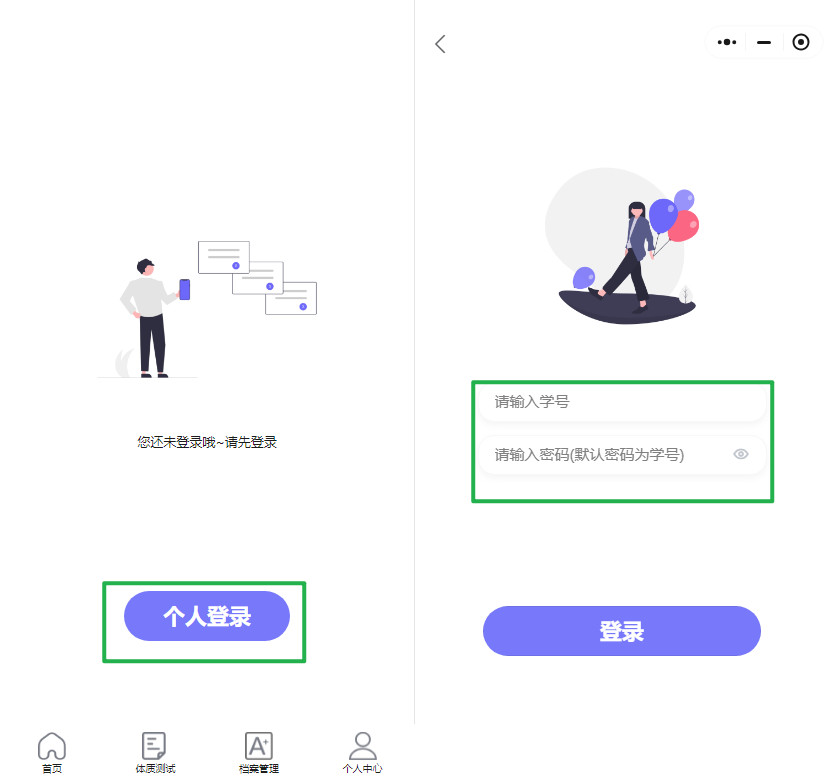 您还未登录哦~请先登录
个人登录
首页
体质测试
档案管理
个人中心
请输入学号
请输入密码(默认密码为学号)
登录